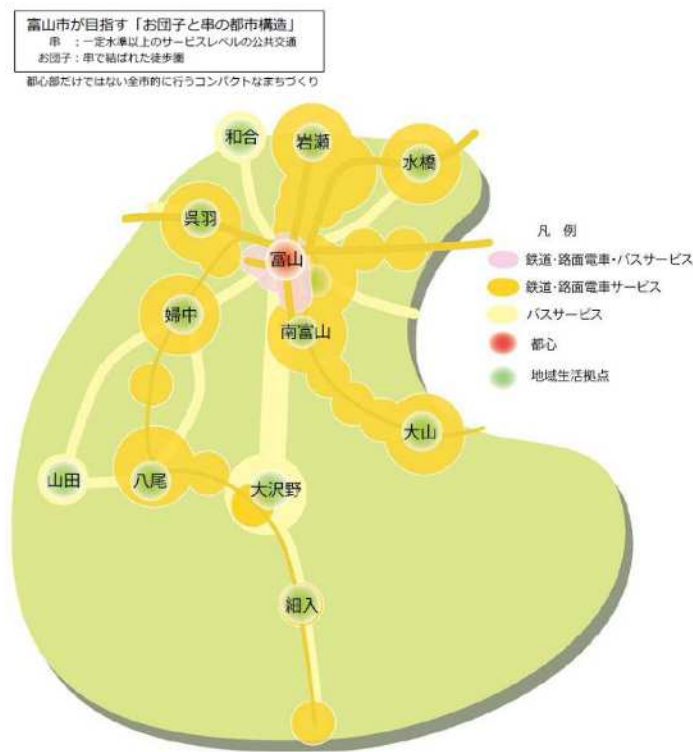 富山市が目指す「お団子と串の都市構造」
串 ：一定水準以上のサービスレベルの公共交通
お団子：串で結ばれた徒歩圏
都心部だけではない全市的に行うコンパクトなまちづくり
和合
岩瀬
水橋
呉羽
富山
婦中
南富山
大山
山田
八尾
大沢野
細入
凡 例
鉄道・路面電車・バスサービス
鉄道・路面電車サービス
バスサービス
都心
地域生活拠点